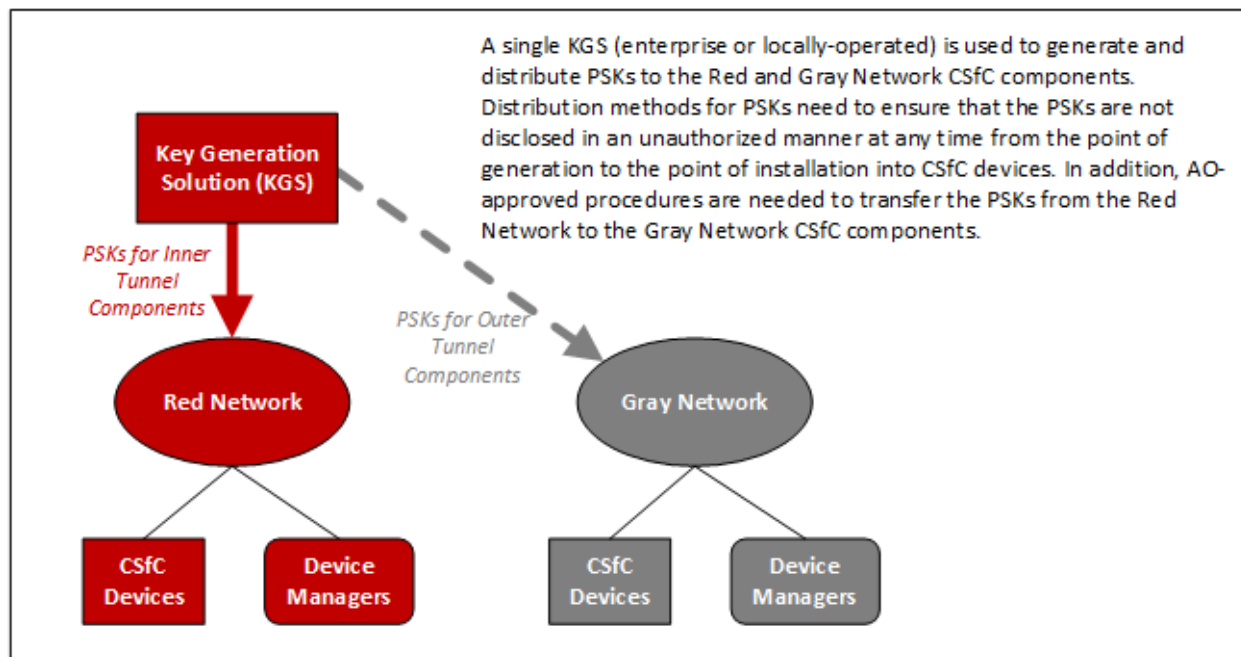 A single KGS (enterprise or locally-operated) is used to generate and
distribute PSKs to the Red and Gray Network CSfC components.
Distribution methods for PSKs need to ensure that the PSKs are not
disclosed in an unauthorized manner at any time from the point of
generation to the point of installation into CSfC devices. In addition, AO-
approved procedures are needed to transfer the PSKs from the Red
Network to the Gray Network CSfC components.
Key Generation
Solution (KGS)
PSKs for Inner
Tunnel
Components
PSKs for Outer
Tunnel
Components
Red Network
Gray Network
CSfC
Devices
Device
Managers
CSfC
Devices
Device
Managers